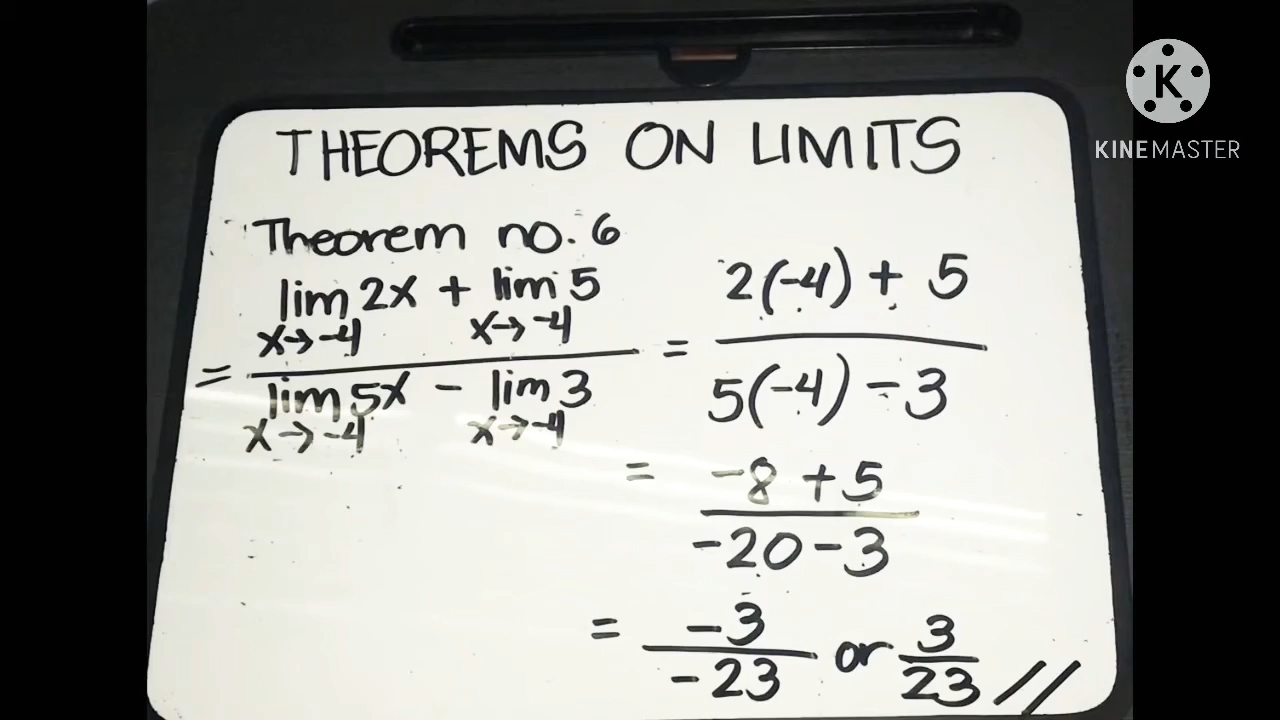 THEOREMS ON LIMITS
Theorem no. 6
= lim 2x + lim 5
x→-4 x→-4
lim 5x - lim 3
x→-4 x→-4
= 2(-4) + 5
5(-4) - 3
= -8 + 5
-20 - 3
= -3
-23
or 3
23 //
K
KINEMASTER